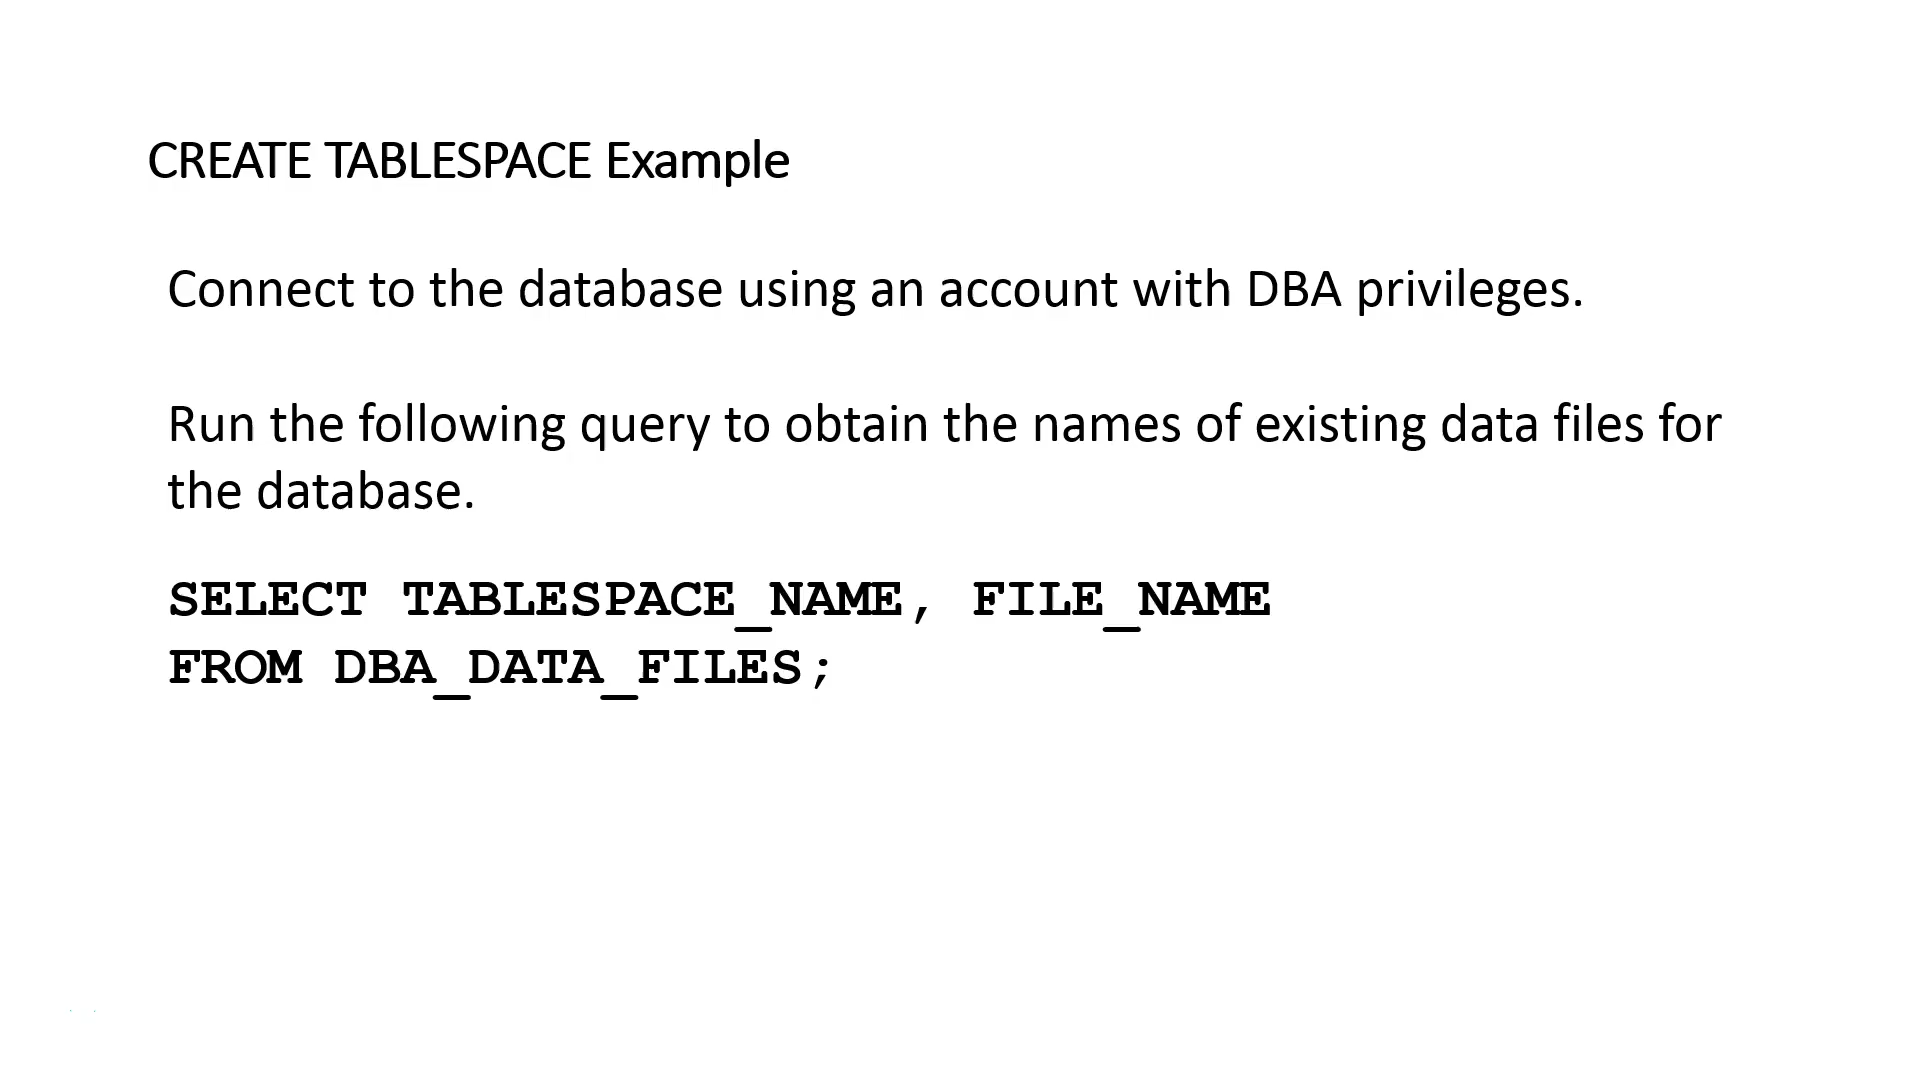 CREATE TABLESPACE Example
Connect to the database using an account with DBA privileges.
Run the following query to obtain the names of existing data files for
the database.
SELECT TABLESPACE_NAME, FILE_NAME
FROM DBA_DATA_FILES;